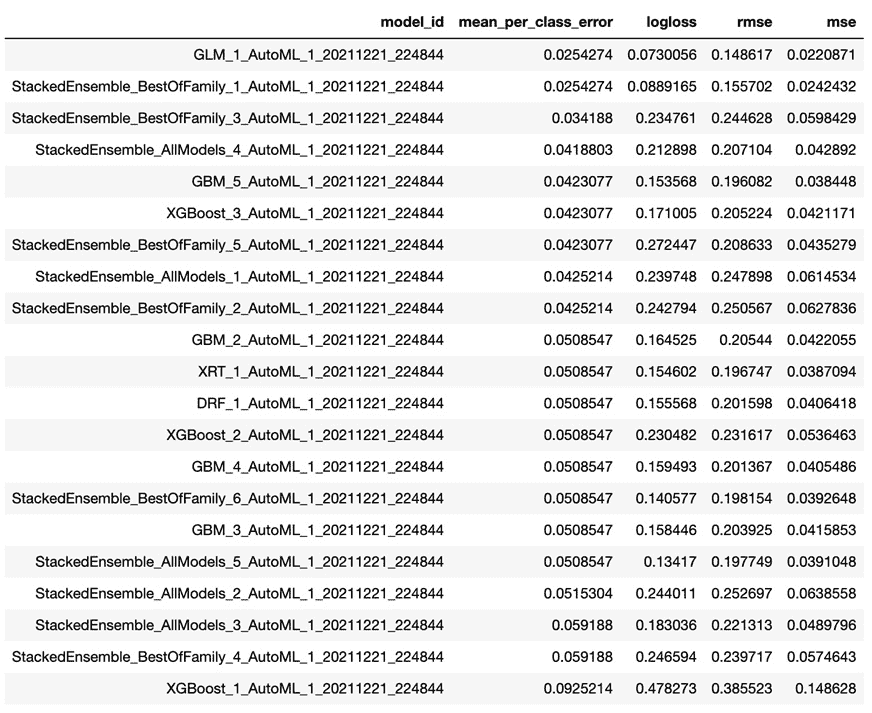 model_id mean_per_class_error logloss rmse mse
GLM_1_AutoML_1_20211221_224844 0.0254274 0.0730056 0.148617 0.0220871
StackedEnsemble_BestOfFamily_1_AutoML_1_20211221_224844 0.0254274 0.0889165 0.155702 0.0242432
StackedEnsemble_BestOfFamily_3_AutoML_1_20211221_224844 0.034188 0.234761 0.244628 0.0598429
StackedEnsemble_AllModels_4_AutoML_1_20211221_224844 0.0418803 0.212898 0.207104 0.042892
GBM_5_AutoML_1_20211221_224844 0.0423077 0.153568 0.196082 0.038448
XGBoost_3_AutoML_1_20211221_224844 0.0423077 0.171005 0.205224 0.0421171
StackedEnsemble_BestOfFamily_5_AutoML_1_20211221_224844 0.0423077 0.272447 0.208633 0.0435279
StackedEnsemble_AllModels_1_AutoML_1_20211221_224844 0.0425214 0.239748 0.247898 0.0614534
StackedEnsemble_BestOfFamily_2_AutoML_1_20211221_224844 0.0425214 0.242794 0.250567 0.0627836
GBM_2_AutoML_1_20211221_224844 0.0508547 0.164525 0.20544 0.0422055
XRT_1_AutoML_1_20211221_224844 0.0508547 0.154602 0.196747 0.0387094
DRF_1_AutoML_1_20211221_224844 0.0508547 0.155568 0.201598 0.0406418
XGBoost_2_AutoML_1_20211221_224844 0.0508547 0.230482 0.231617 0.0536463
GBM_4_AutoML_1_20211221_224844 0.0508547 0.159493 0.201367 0.0405486
StackedEnsemble_BestOfFamily_6_AutoML_1_20211221_224844 0.0508547 0.140577 0.198154 0.0392648
GBM_3_AutoML_1_20211221_224844 0.0508547 0.158446 0.203925 0.0415853
StackedEnsemble_AllModels_5_AutoML_1_20211221_224844 0.0508547 0.13417 0.197749 0.0391048
StackedEnsemble_AllModels_2_AutoML_1_20211221_224844 0.0515304 0.244011 0.252697 0.0638558
StackedEnsemble_AllModels_3_AutoML_1_20211221_224844 0.059188 0.183036 0.221313 0.0489796
StackedEnsemble_BestOfFamily_4_AutoML_1_20211221_224844 0.059188 0.246594 0.239717 0.0574643
XGBoost_1_AutoML_1_20211221_224844 0.0925214 0.478273 0.385523 0.148628